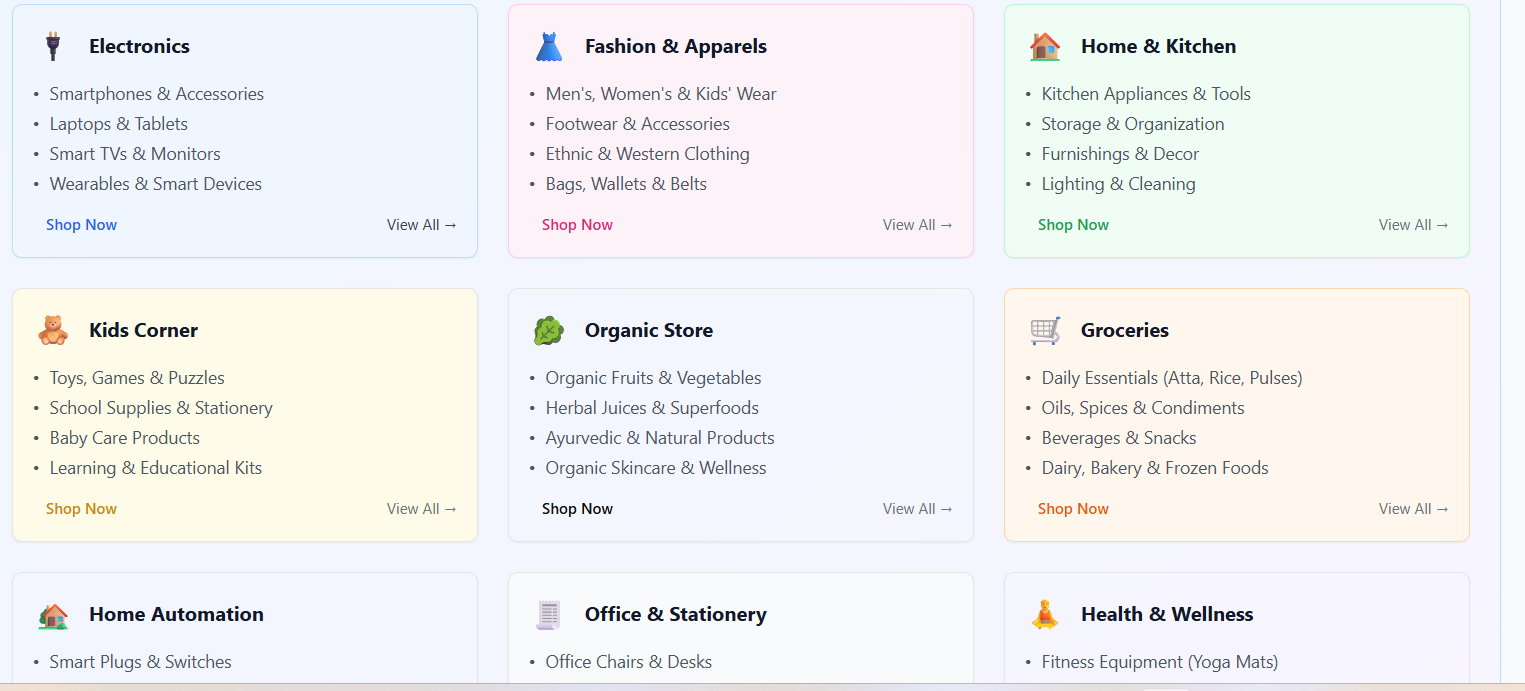 Electronics
• Smartphones & Accessories
• Laptops & Tablets
• Smart TVs & Monitors
• Wearables & Smart Devices
Shop Now
View All →
Fashion & Apparels
• Men's, Women's & Kids' Wear
• Footwear & Accessories
• Ethnic & Western Clothing
• Bags, Wallets & Belts
Shop Now
View All →
Home & Kitchen
• Kitchen Appliances & Tools
• Storage & Organization
• Furnishings & Decor
• Lighting & Cleaning
Shop Now
View All →
Kids Corner
• Toys, Games & Puzzles
• School Supplies & Stationery
• Baby Care Products
• Learning & Educational Kits
Shop Now
View All →
Organic Store
• Organic Fruits & Vegetables
• Herbal Juices & Superfoods
• Ayurvedic & Natural Products
• Organic Skincare & Wellness
Shop Now
View All →
Groceries
• Daily Essentials (Atta, Rice, Pulses)
• Oils, Spices & Condiments
• Beverages & Snacks
• Dairy, Bakery & Frozen Foods
Shop Now
View All →
Home Automation
• Smart Plugs & Switches
Office & Stationery
• Office Chairs & Desks
Health & Wellness
• Fitness Equipment (Yoga Mats)